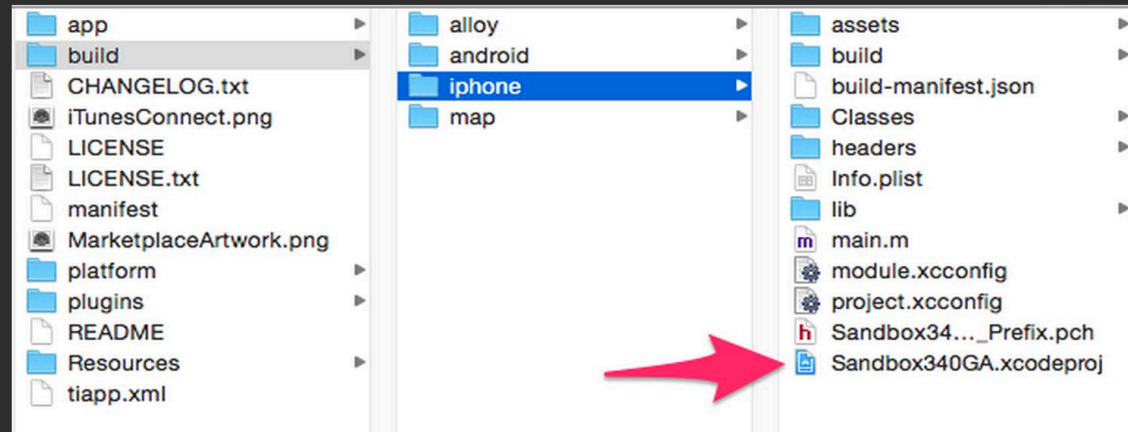 app
build
CHANGELOG.txt
iTunesConnect.png
LICENSE
LICENSE.txt
manifest
MarketplaceArtwork.png
platform
plugins
README
Resources
tiapp.xml
alloy
android
iphone
map
assets
build
build-manifest.json
Classes
headers
Info.plist
lib
main.m
module.xcconfig
project.xcconfig
Sandbox34..._Prefix.pch
Sandbox340GA.xcodeproj